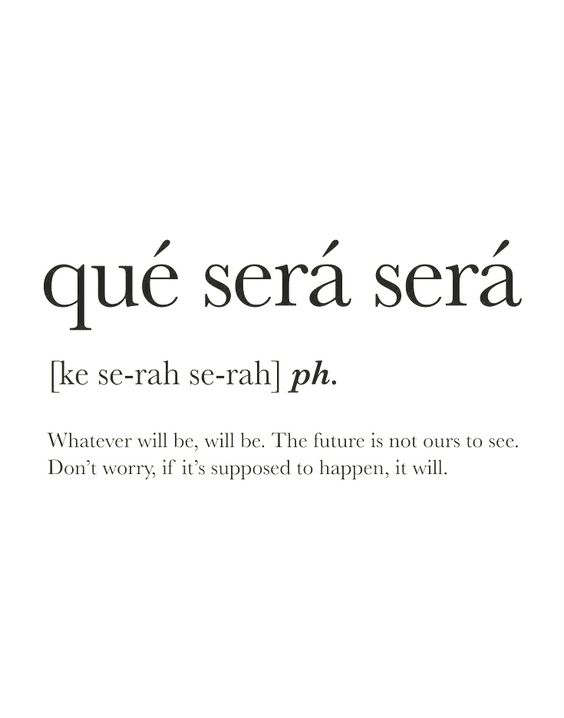 qué será será
[ke se-rah se-rah] ph.
Whatever will be, will be. The future is not ours to see.
Don’t worry, if it’s supposed to happen, it will.